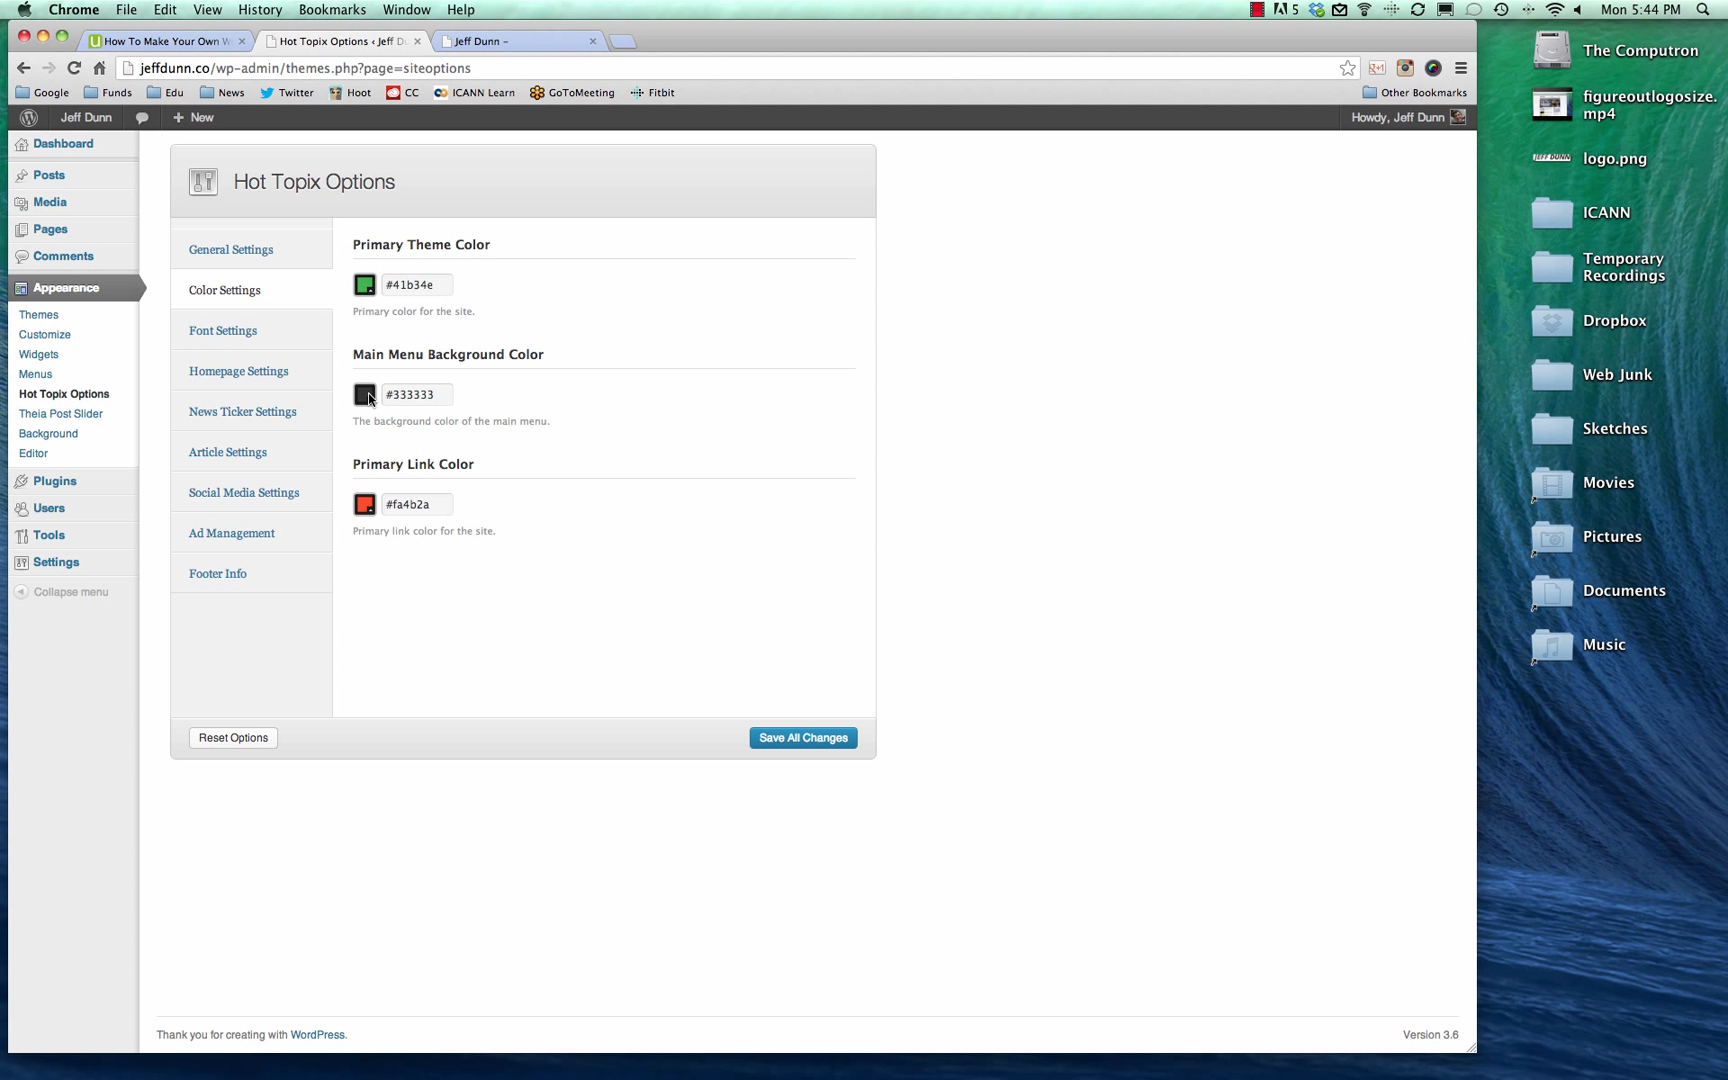 Chrome File Edit View History Bookmarks Window Help
5 Mon 5:44 PM
How To Make Your Own W
Hot Topix Options ‹ Jeff D
Jeff Dunn –
jeffdunn.co/wp-admin/themes.php?page=siteoptions
Google Funds Edu News Twitter Hoot CC ICANN Learn GoToMeeting Fitbit Other Bookmarks
Jeff Dunn + New Howdy, Jeff Dunn
Dashboard
Posts
Media
Pages
Comments
Appearance
Themes
Customize
Widgets
Menus
Hot Topix Options
Theia Post Slider
Background
Editor
Plugins
Users
Tools
Settings
Collapse menu
Hot Topix Options
General Settings
Color Settings
Font Settings
Homepage Settings
News Ticker Settings
Article Settings
Social Media Settings
Ad Management
Footer Info
Primary Theme Color
#41b34e
Primary color for the site.
Main Menu Background Color
#333333
The background color of the main menu.
Primary Link Color
#fa4b2a
Primary link color for the site.
Reset Options
Save All Changes
Thank you for creating with WordPress.
Version 3.6
The Computron
figureoutlogosize.
mp4
JEFF DUNN
logo.png
ICANN
Temporary
Recordings
Dropbox
Web Junk
Sketches
Movies
Pictures
Documents
Music